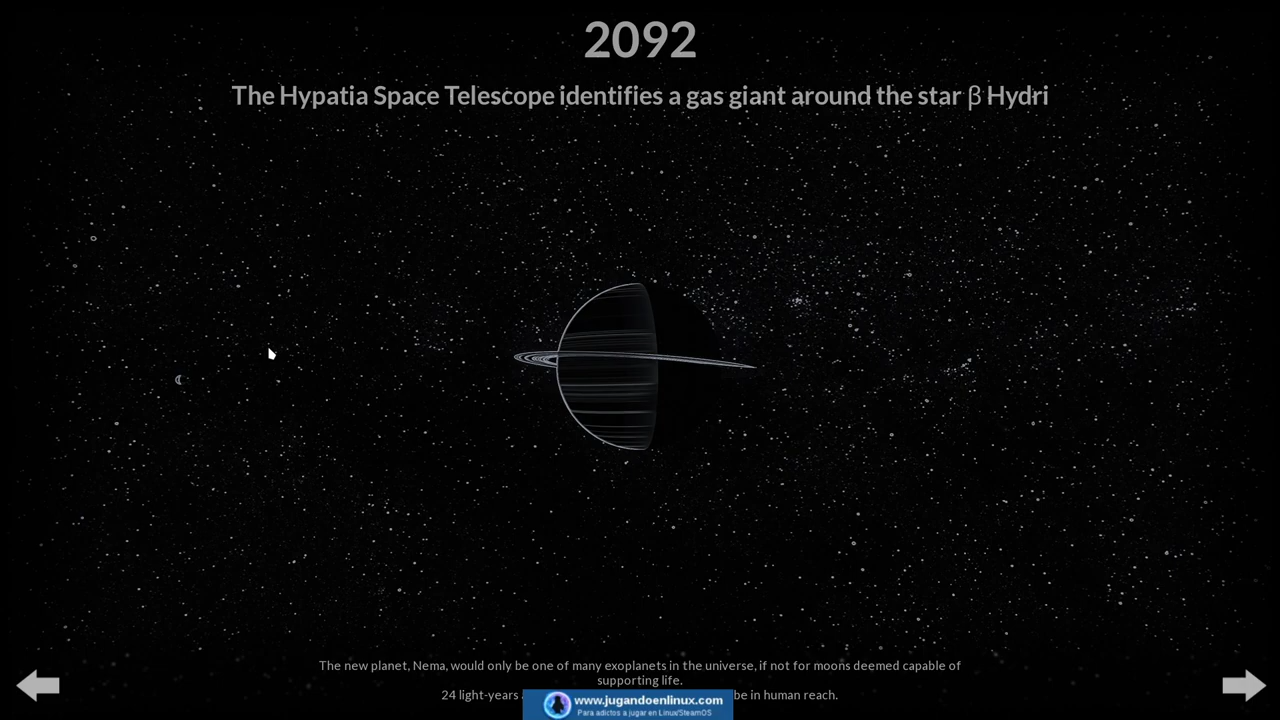 2092
The Hypatia Space Telescope identifies a gas giant around the star β Hydri
The new planet, Nema, would only be one of many exoplanets in the universe, if not for moons deemed capable of
supporting life.
24 light-years be in human reach.
www.jugandoenlinux.com
Para adictos a jugar en Linux/SteamOS